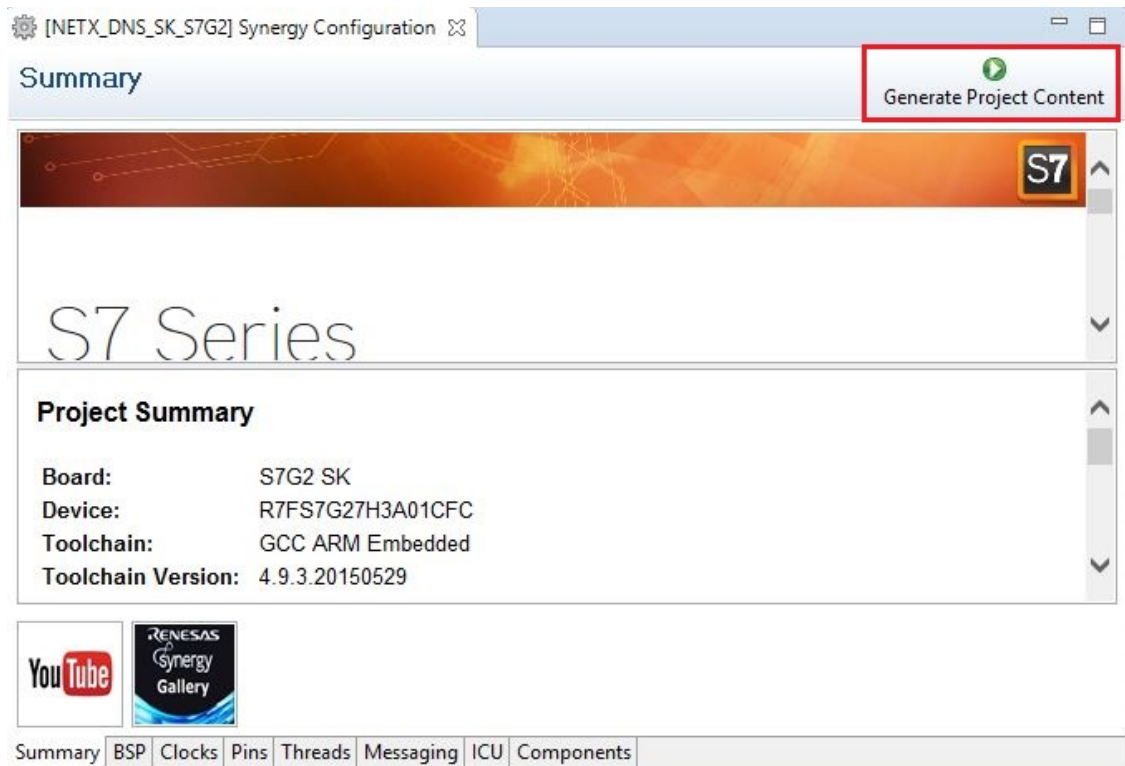 [NETX_DNS_SK_S7G2] Synergy Configuration
Summary
Generate Project Content
S7
S7 Series
Project Summary
Board: S7G2 SK
Device: R7FS7G27H3A01CFC
Toolchain: GCC ARM Embedded
Toolchain Version: 4.9.3.20150529
YouTube
RENESAS
Synergy
Gallery
Summary BSP Clocks Pins Threads Messaging ICU Components